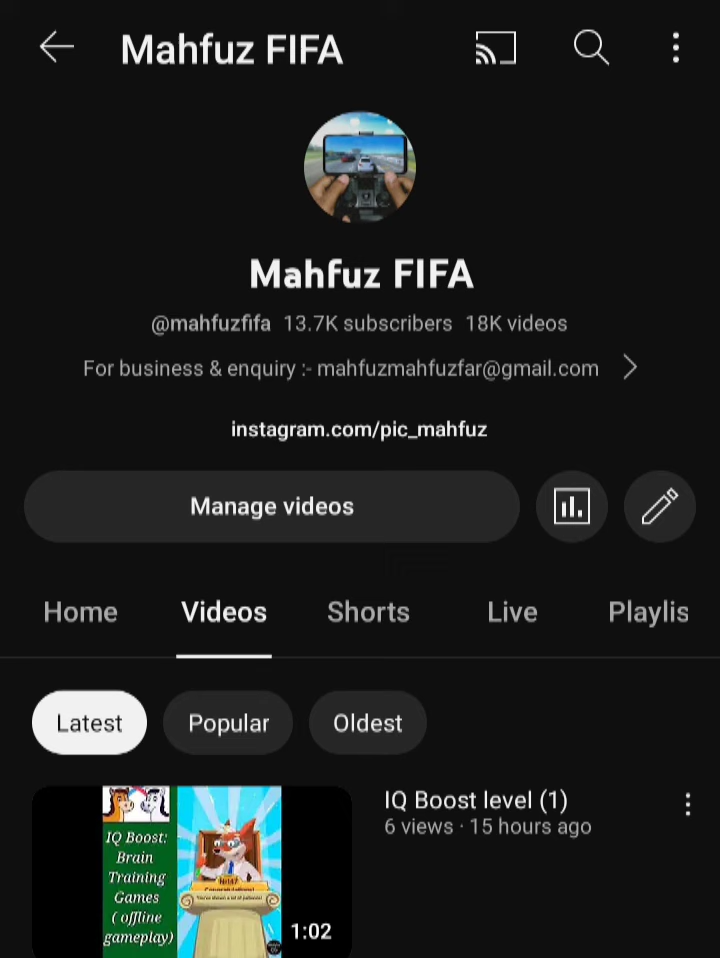 Mahfuz FIFA
Mahfuz FIFA
@mahfuzfifa 13.7K subscribers 18K videos
For business & enquiry :- mahfuzmahfuzfar@gmail.com
instagram.com/pic_mahfuz
Manage videos
Home Videos Shorts Live Playlis
Latest Popular Oldest
IQ Boost level (1)
6 views · 15 hours ago
IQ Boost:
Brain
Training
Games
( offline
gameplay)
1:02